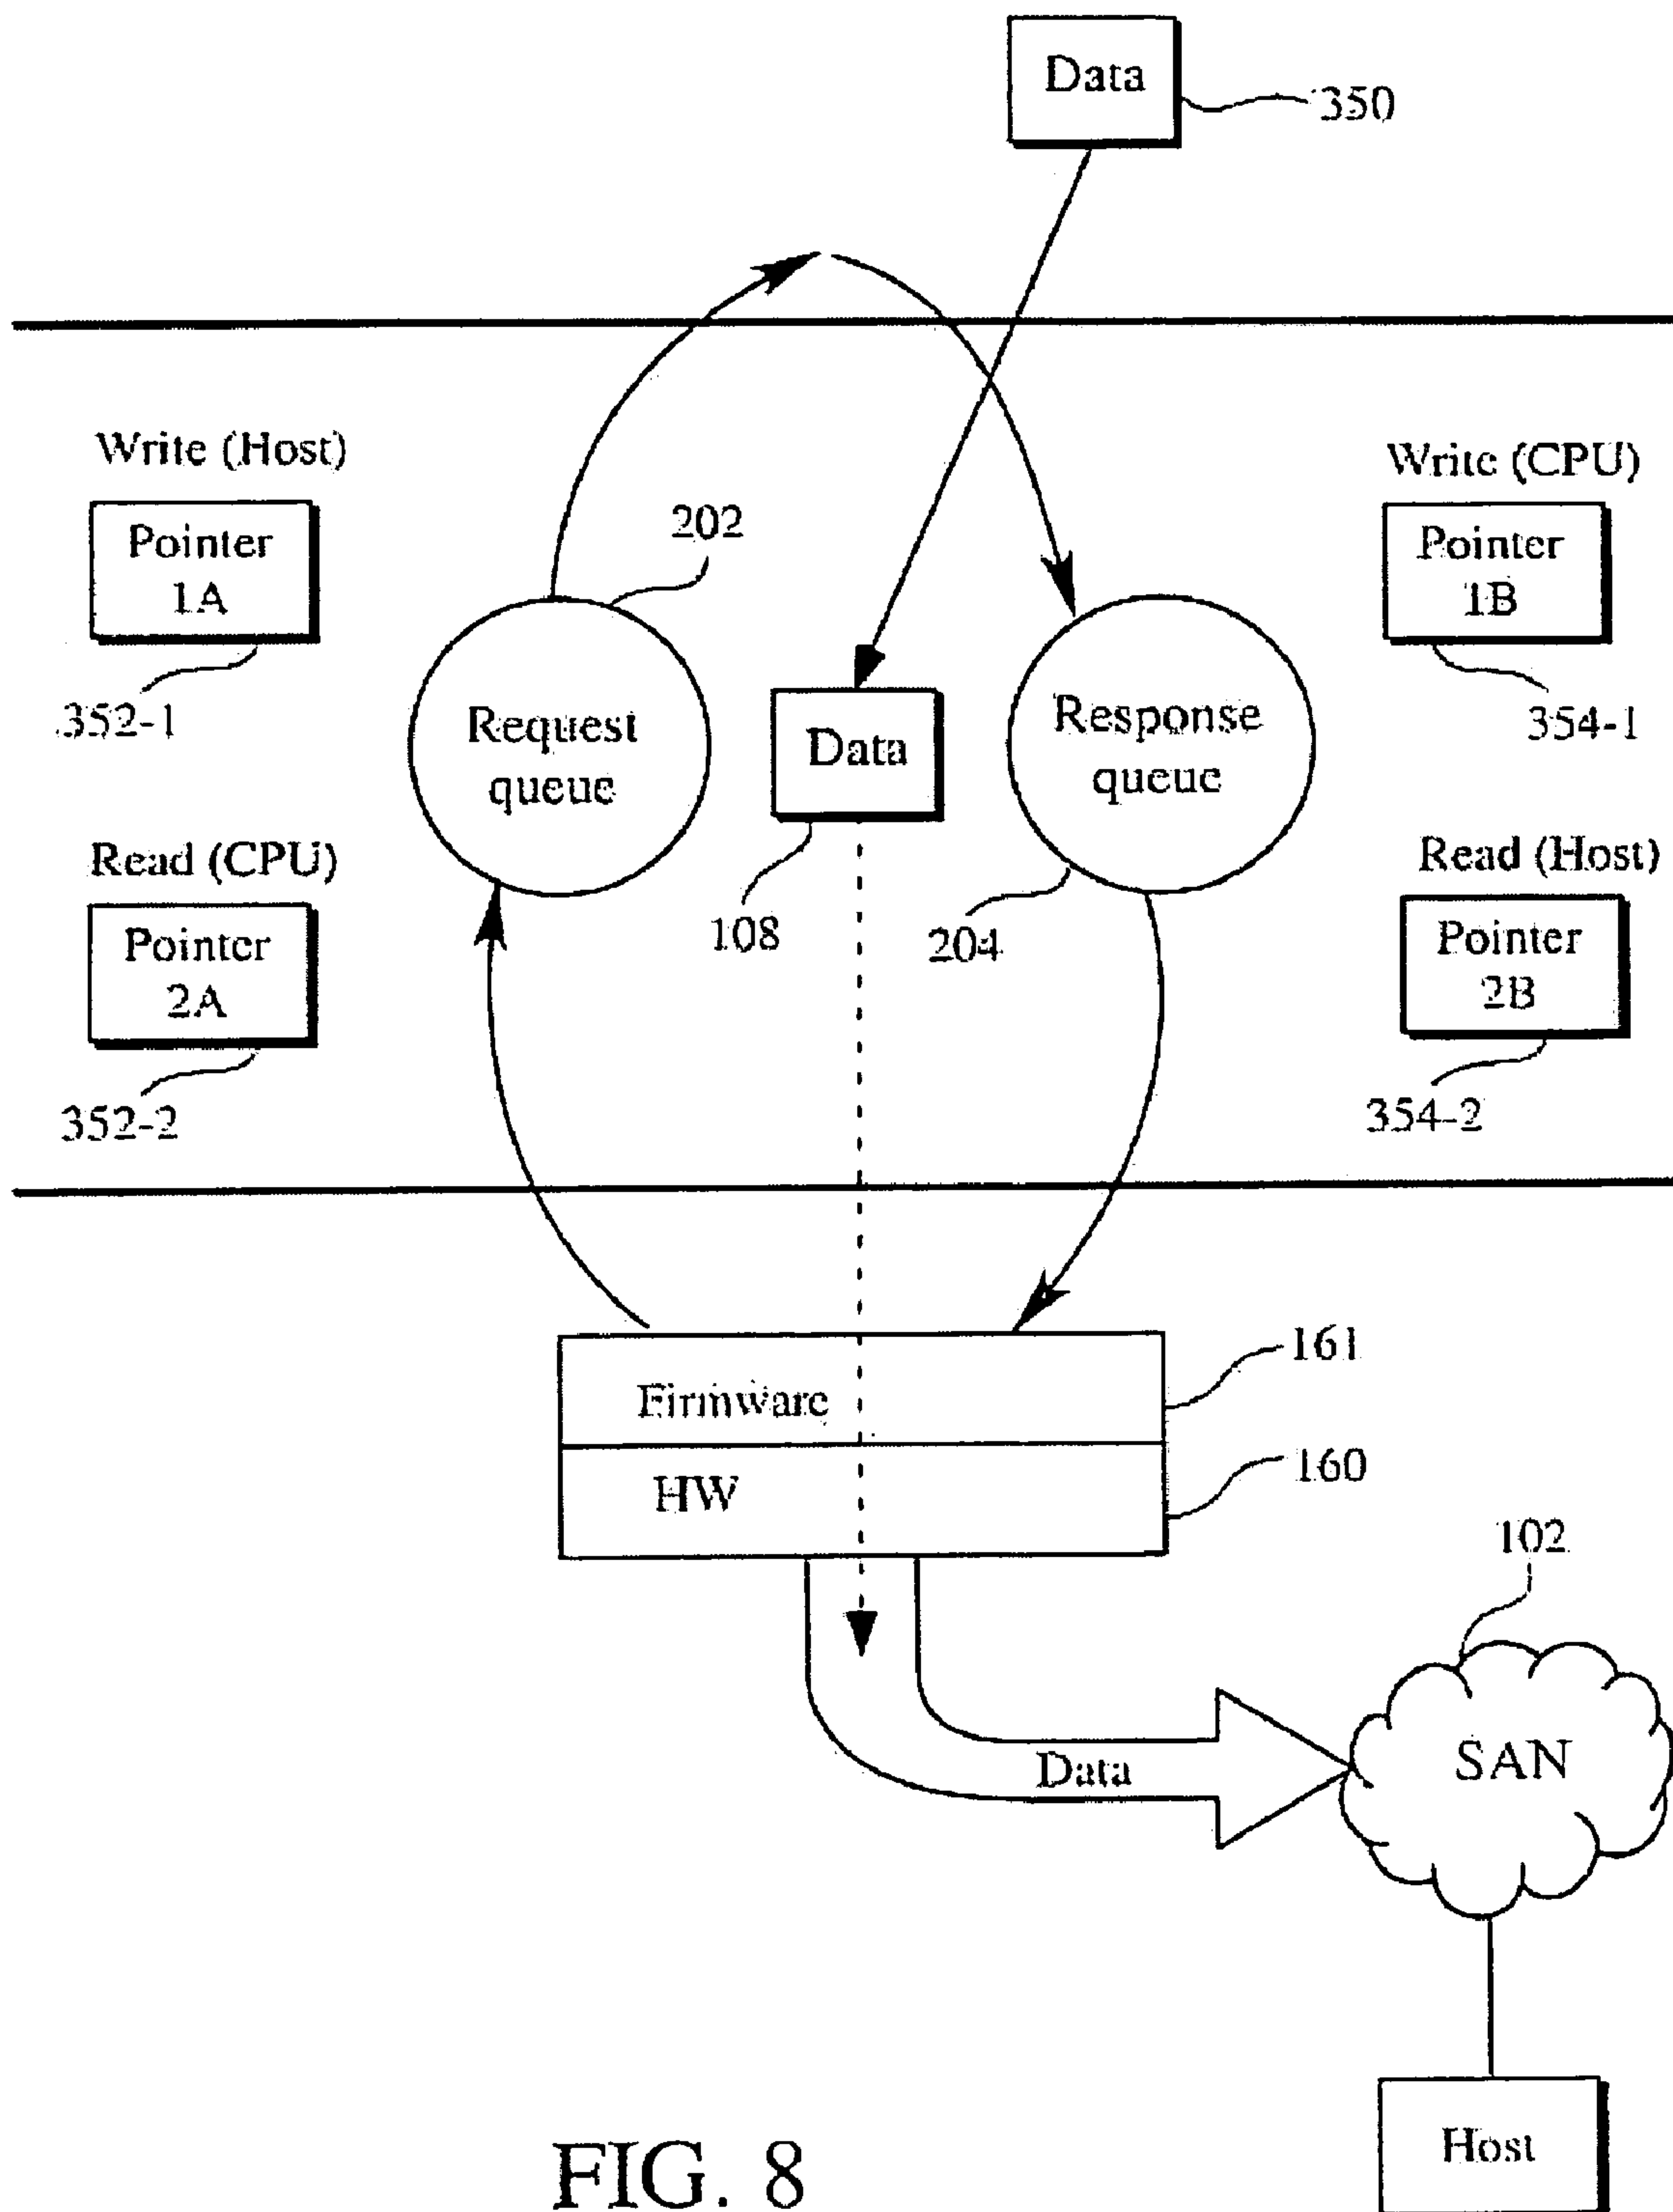 Data
350
Write (Host)
Pointer
1A
352-1
202
Write (CPU)
Pointer
1B
354-1
Request
queue
Data
Response
queue
Read (CPU)
Pointer
2A
352-2
108
204
Read (Host)
Pointer
2B
354-2
161
Firmware
160
HW
102
SAN
Data
Host
FIG. 8